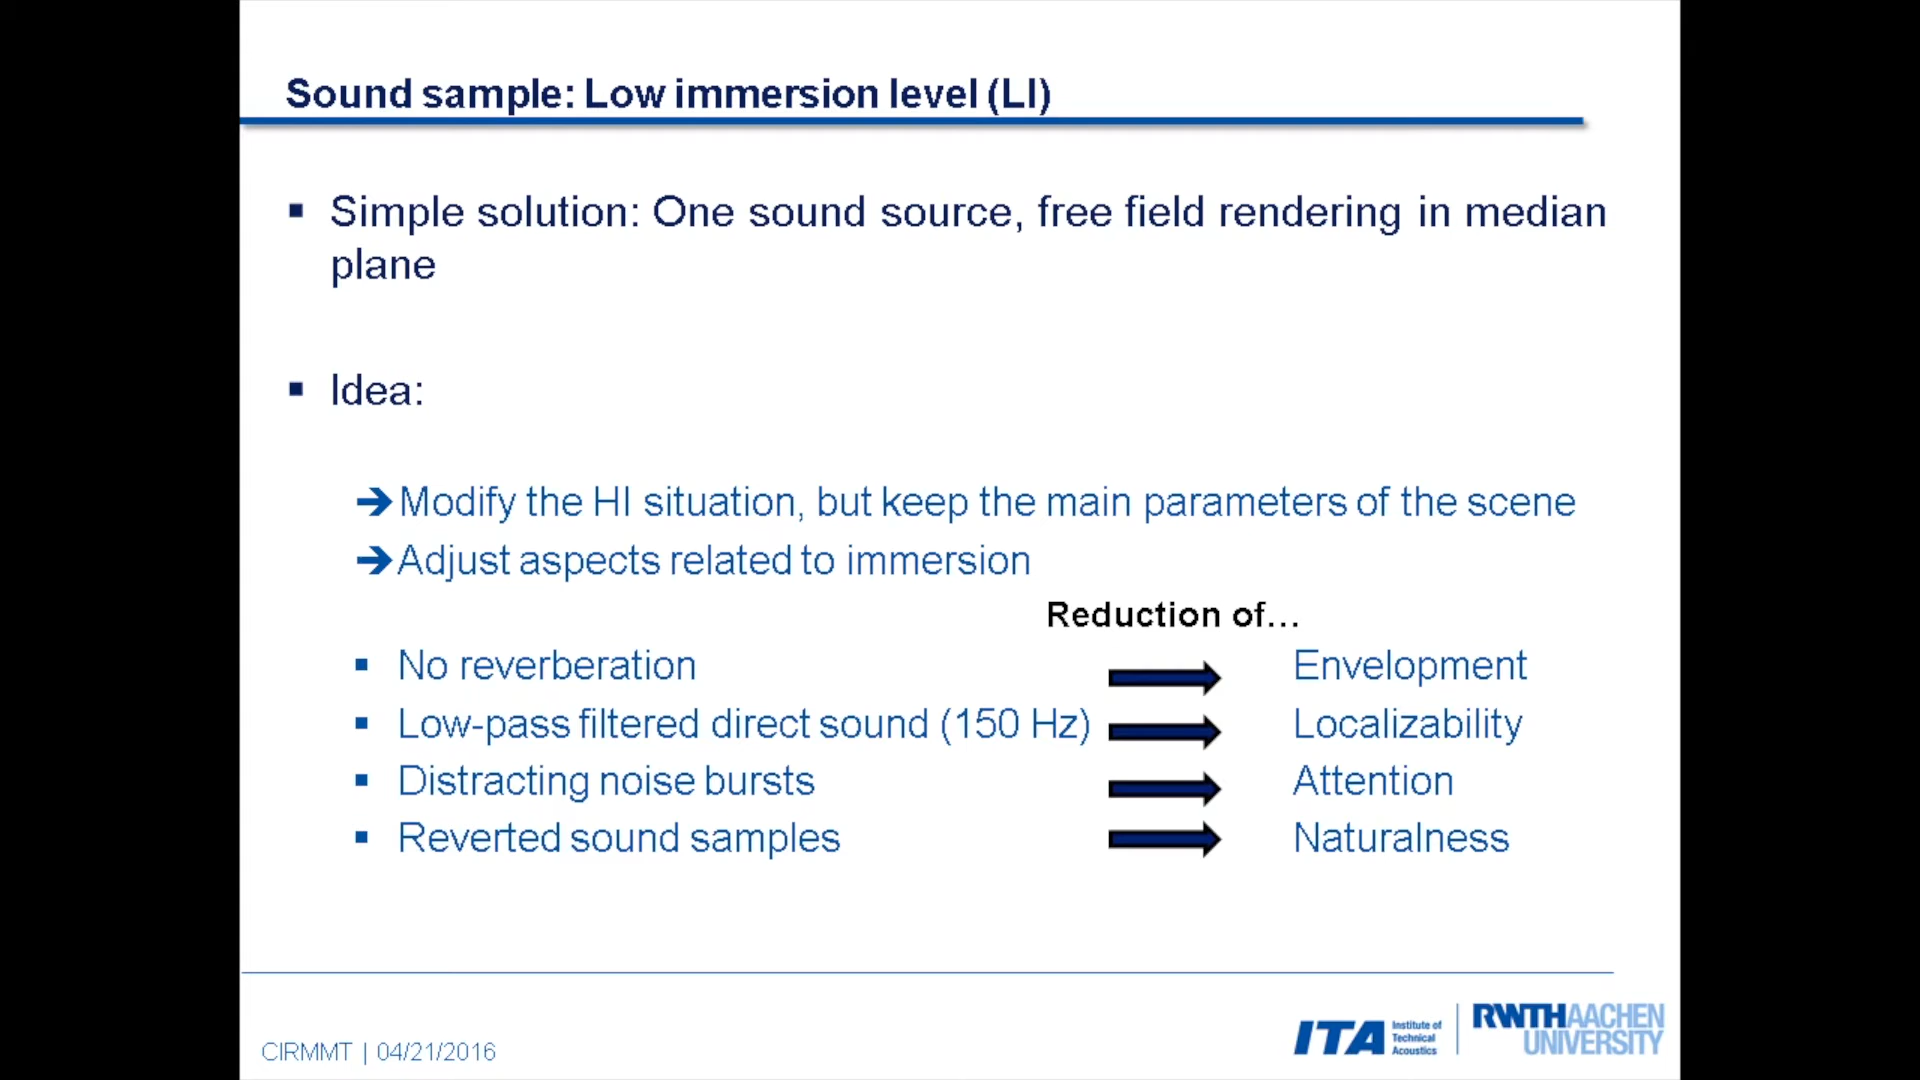 Sound sample: Low immersion level (LI)
▪ Simple solution: One sound source, free field rendering in median
plane
▪ Idea:
➔ Modify the HI situation, but keep the main parameters of the scene
➔ Adjust aspects related to immersion
Reduction of...
▪ No reverberation Envelopment
▪ Low-pass filtered direct sound (150 Hz) Localizability
▪ Distracting noise bursts Attention
▪ Reverted sound samples Naturalness
CIRMMT | 04/21/2016
ITA Institute of Technical Acoustics
RWTHAACHEN
UNIVERSITY